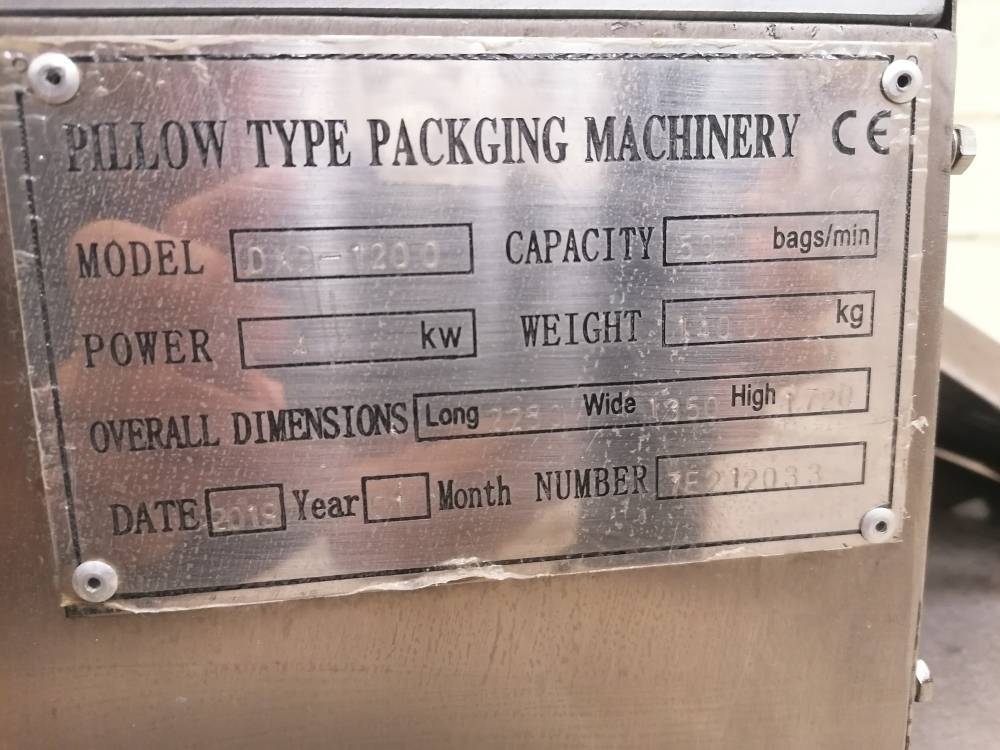 PILLOW TYPE PACKGING MACHINERY CE
MODEL DXD-1200 CAPACITY bags/min
POWER kw WEIGHT kg
OVERALL DIMENSIONS Long Wide 1350 High 1720
DATE Year Month NUMBER